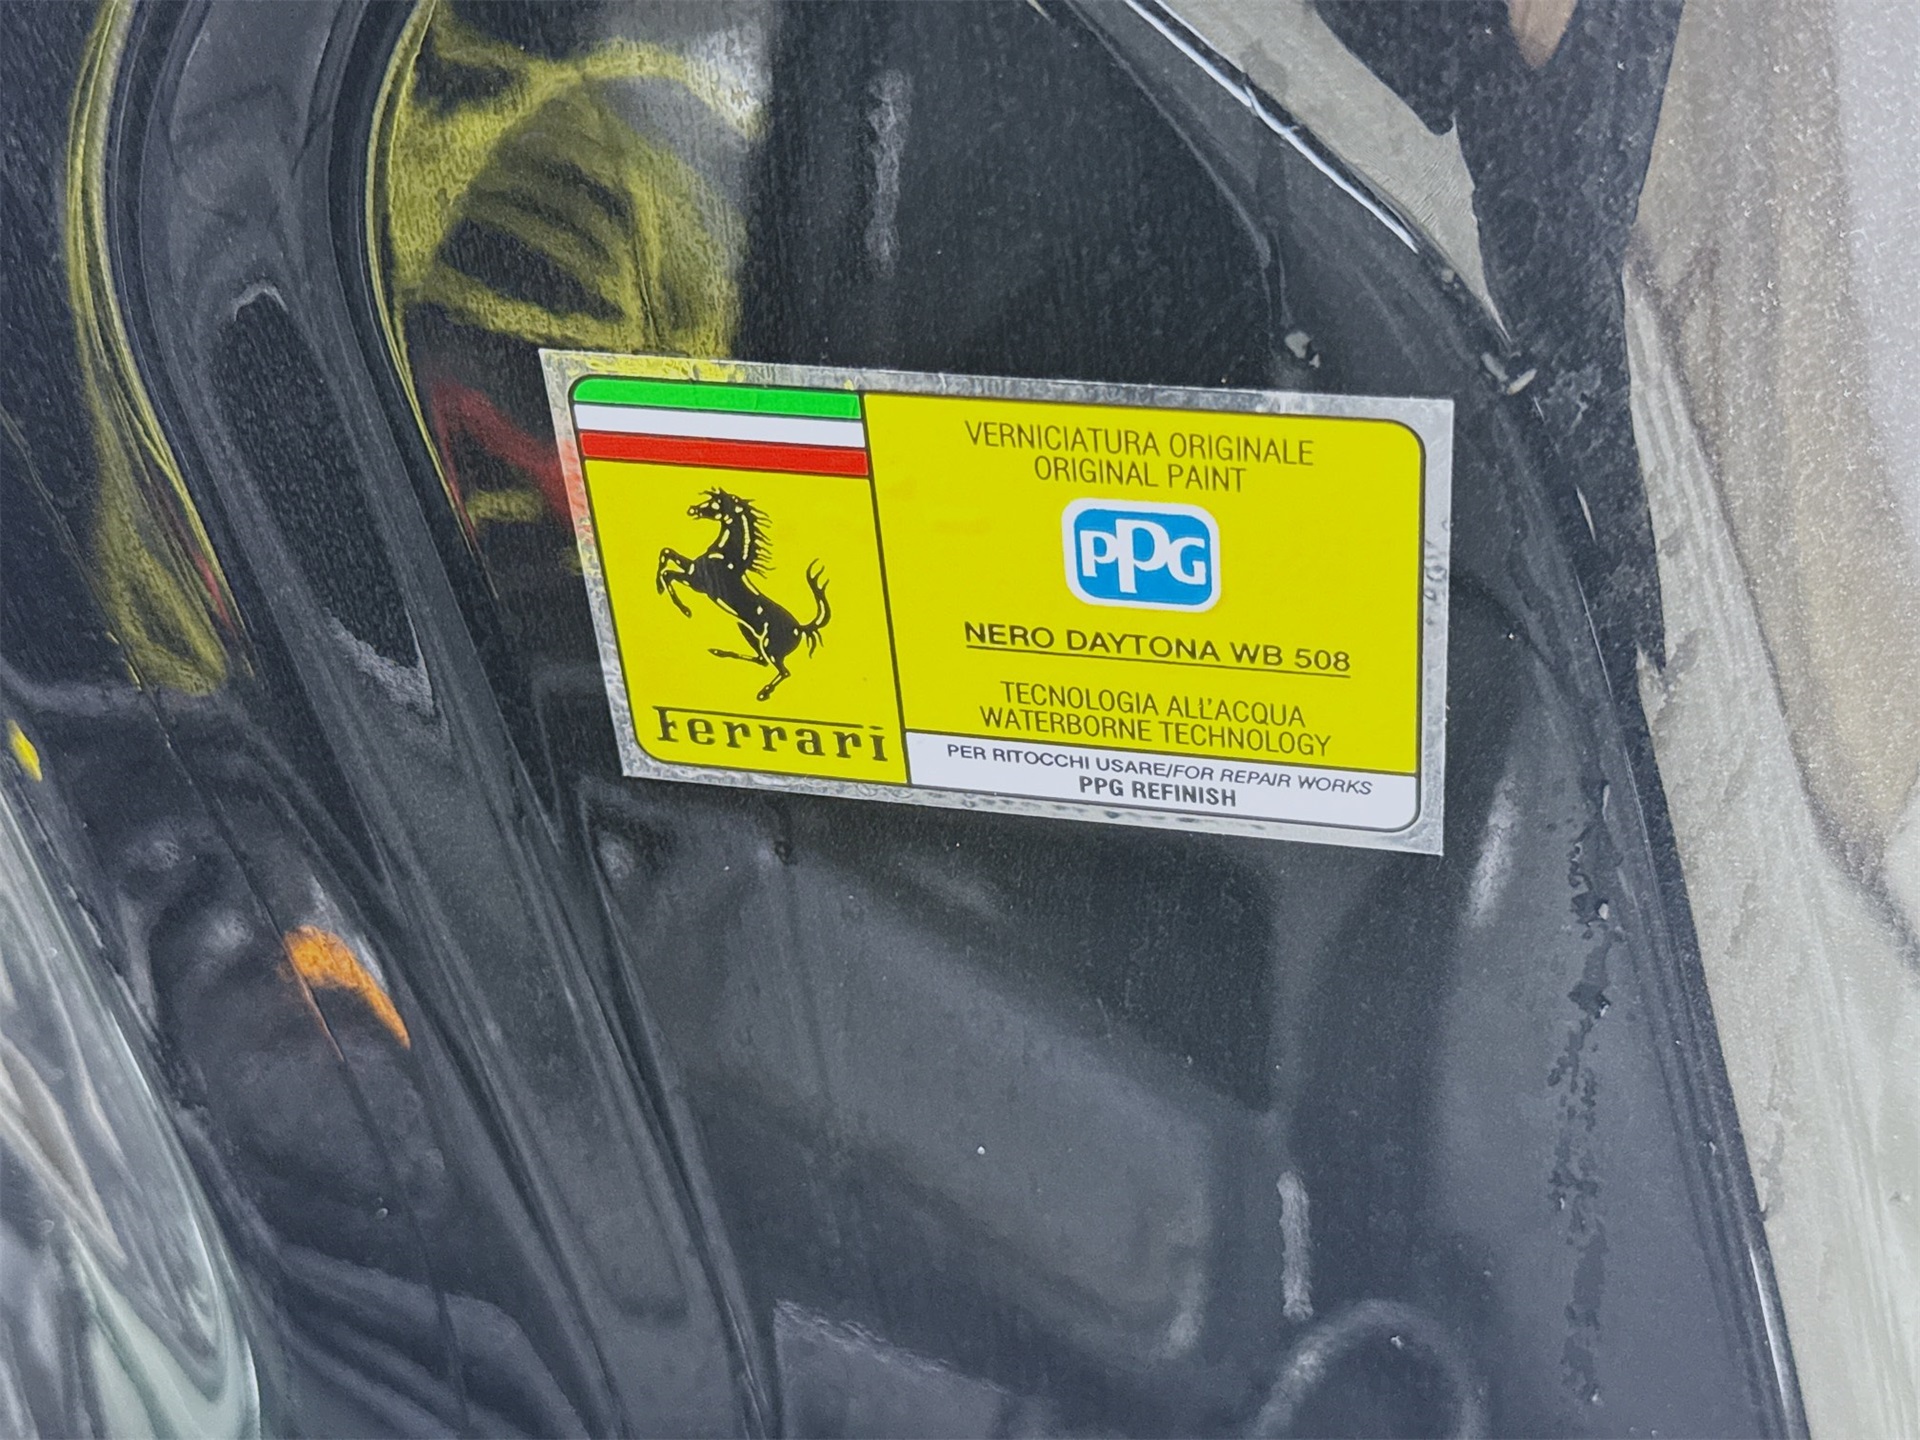 VERNICIATURA ORIGINALE
ORIGINAL PAINT
PPG
NERO DAYTONA WB 508
TECNOLOGIA ALL'ACQUA
WATERBORNE TECHNOLOGY
PER RITOCCHI USARE/FOR REPAIR WORKS
PPG REFINISH
Ferrari